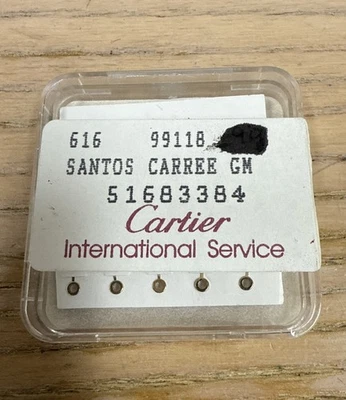 616 99118
SANTOS CARREE GM
51683384
Cartier
International Service